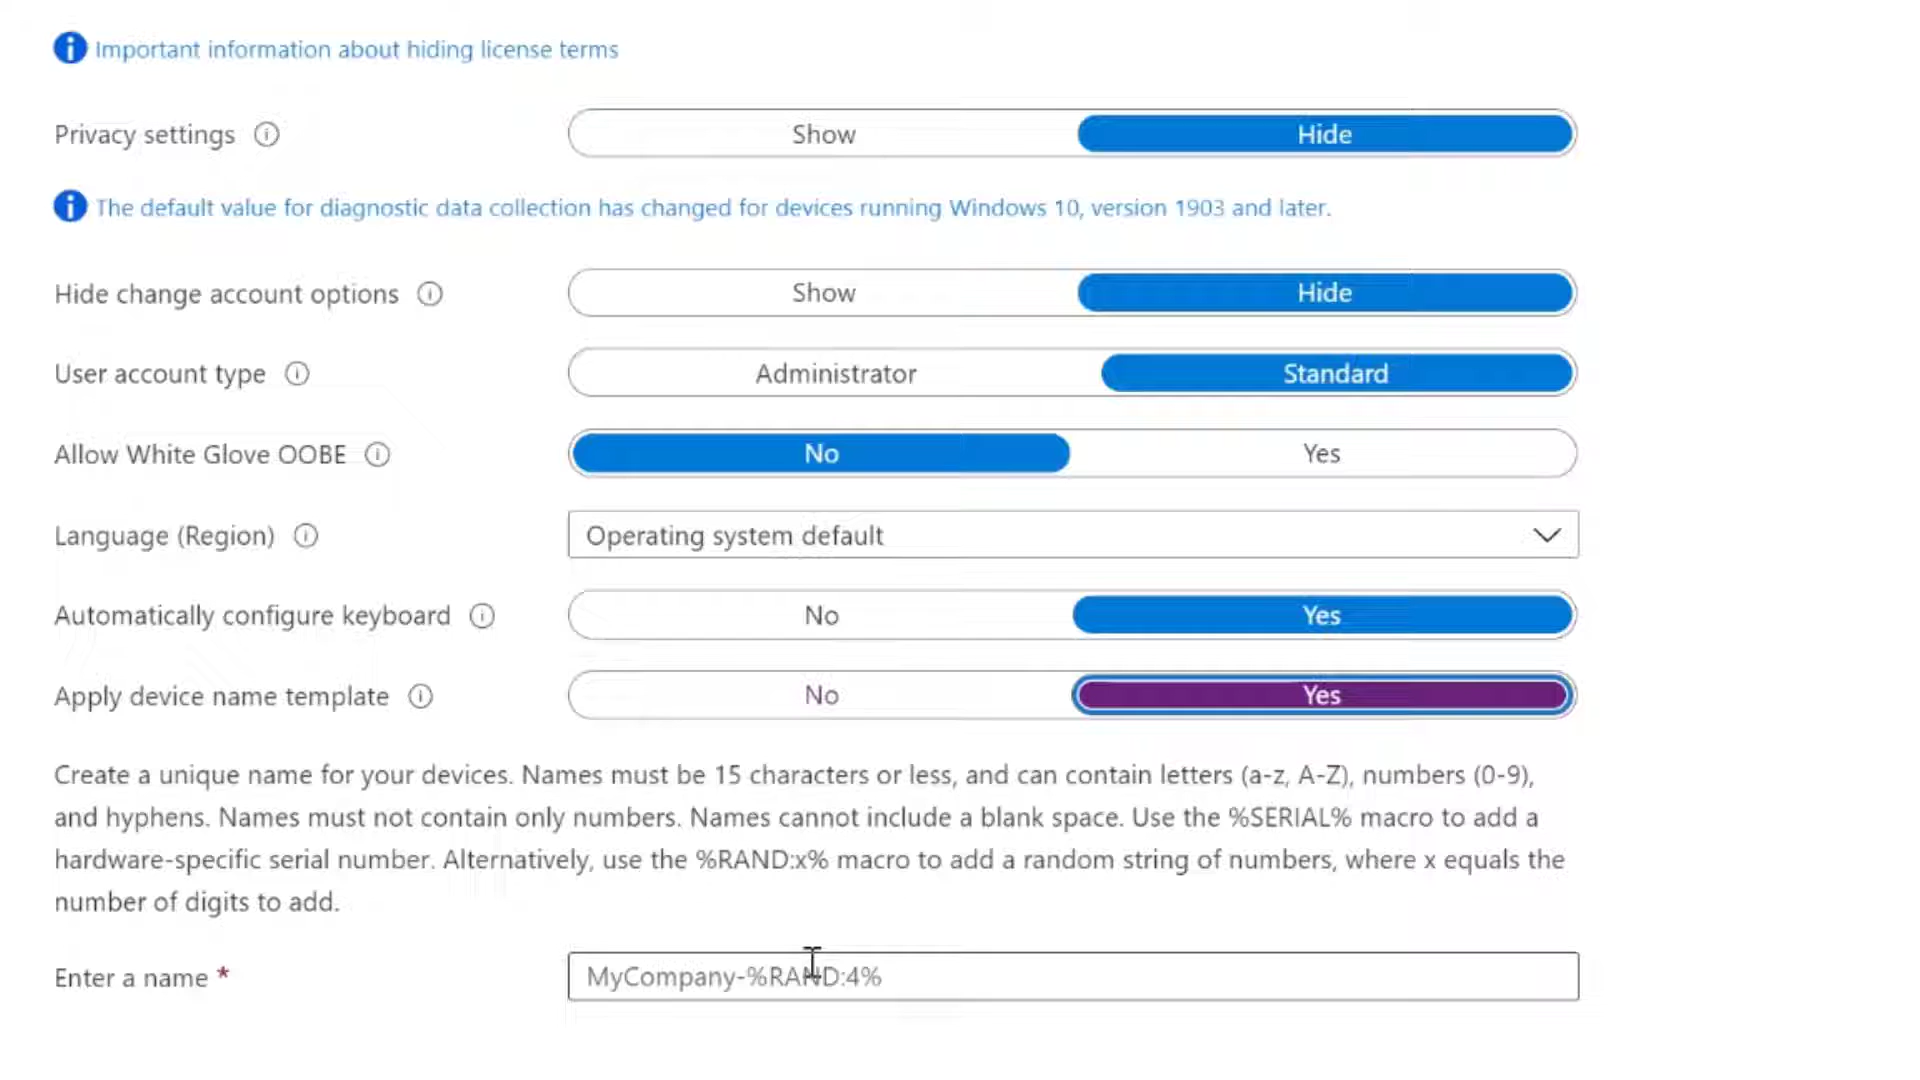 Important information about hiding license terms
Privacy settings Show Hide
The default value for diagnostic data collection has changed for devices running Windows 10, version 1903 and later.
Hide change account options Show Hide
User account type Administrator Standard
Allow White Glove OOBE No Yes
Language (Region) Operating system default
Automatically configure keyboard No Yes
Apply device name template No Yes
Create a unique name for your devices. Names must be 15 characters or less, and can contain letters (a-z, A-Z), numbers (0-9),
and hyphens. Names must not contain only numbers. Names cannot include a blank space. Use the %SERIAL% macro to add a
hardware-specific serial number. Alternatively, use the %RAND:x% macro to add a random string of numbers, where x equals the
number of digits to add.
Enter a name * MyCompany-%RAND:4%